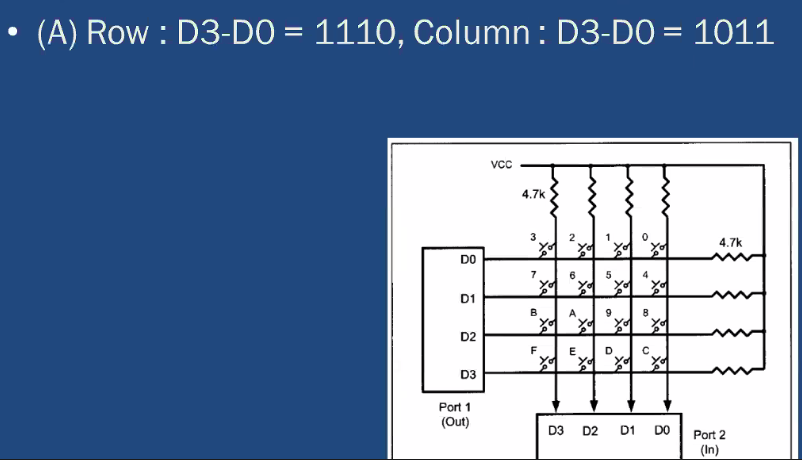 • (A) Row : D3-D0 = 1110, Column : D3-D0 = 1011
VCC
4.7k
3 2 1 0
4.7k
D0
7 6 5 4
D1
B A 9 8
D2
F E D C
D3
Port 1
(Out)
D3 D2 D1 D0
Port 2
(In)